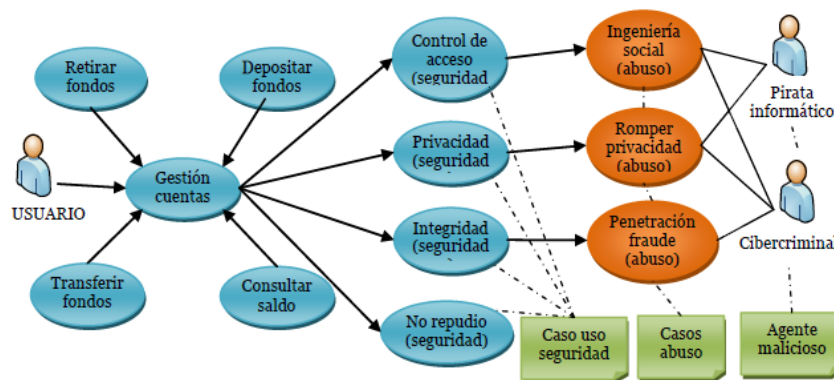 Retirar
fondos
Depositar
fondos
USUARIO
Gestión
cuentas
Transferir
fondos
Consultar
saldo
Control de
acceso
(seguridad
Privacidad
(seguridad
Integridad
(seguridad
No repudio
(seguridad)
Ingeniería
social
(abuso)
Romper
privacidad
(abuso)
Penetración
fraude
(abuso)
Pirata
informático
Cibercriminal
Caso uso
seguridad
Casos
abuso
Agente
malicioso